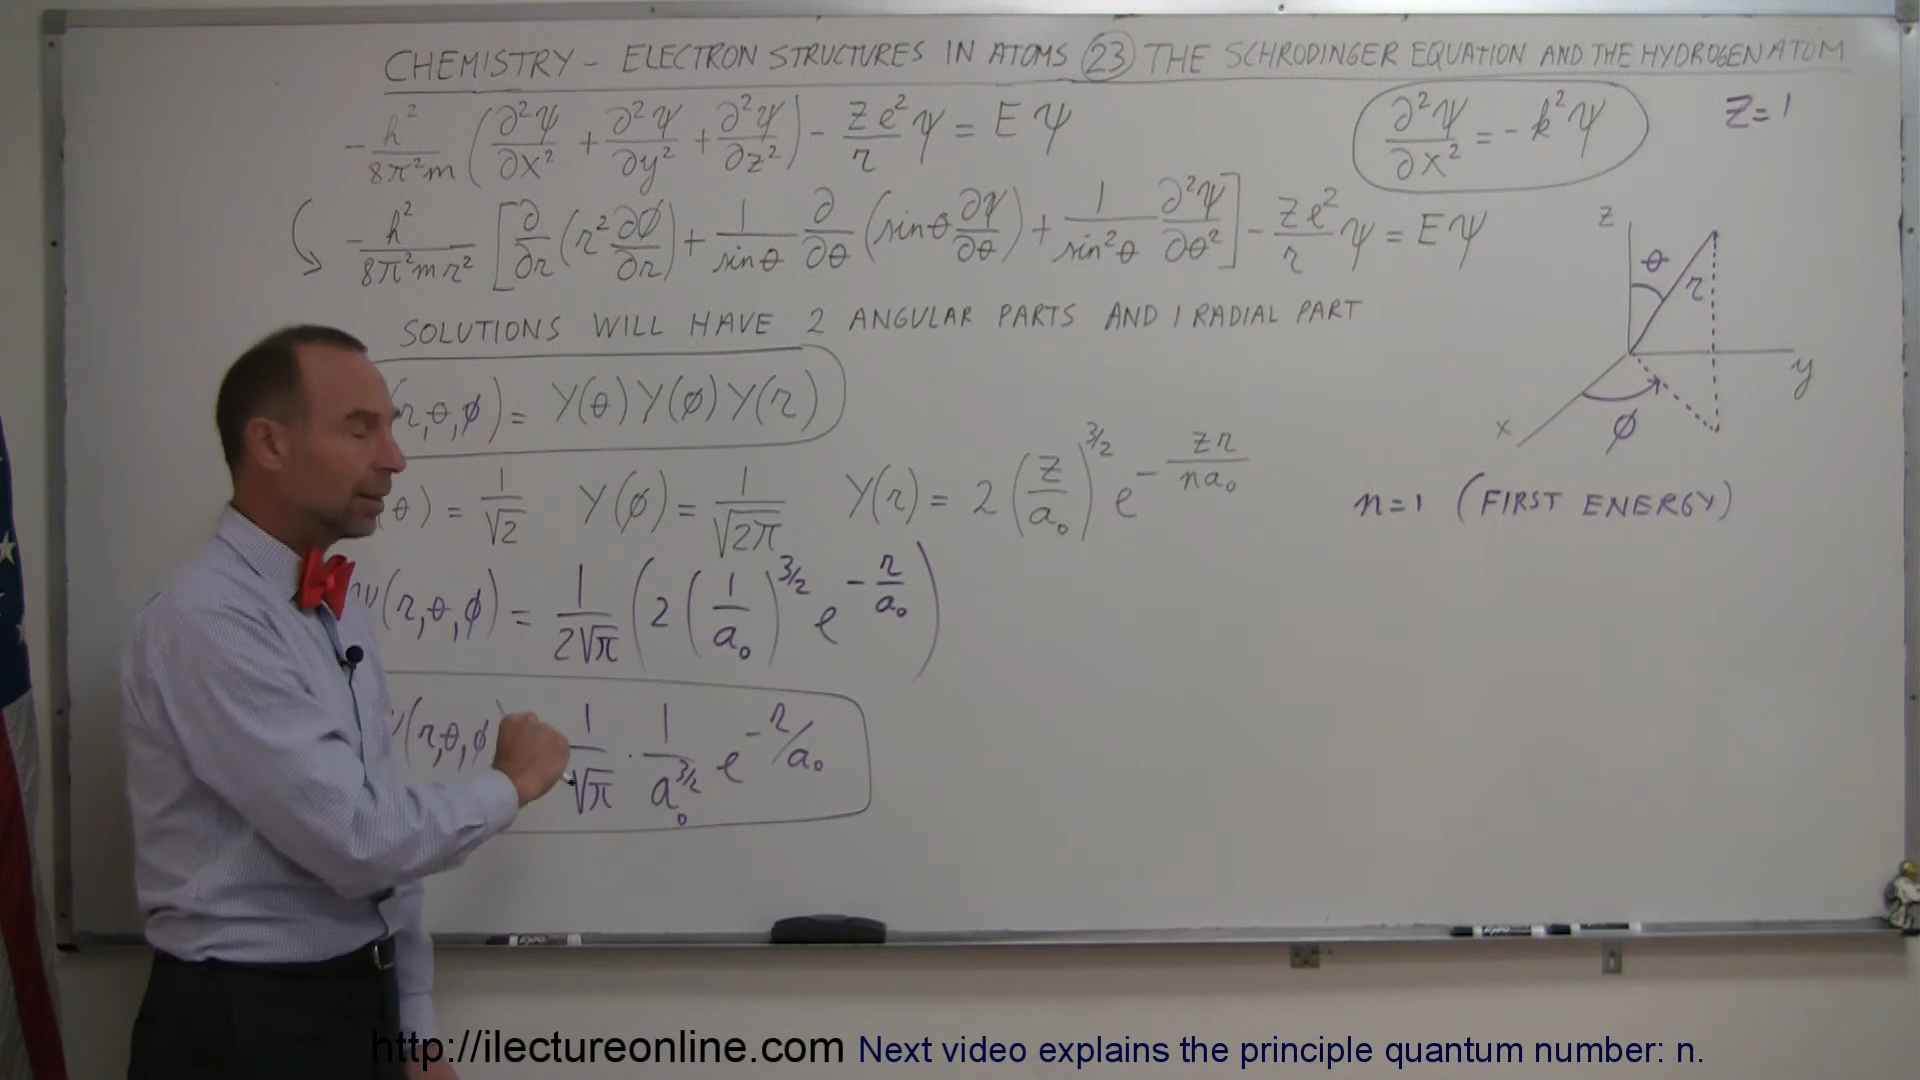 CHEMISTRY – ELECTRON STRUCTURES IN ATOMS (23) THE SCHRODINGER EQUATION AND THE HYDROGEN ATOM
-h²/8π²m (∂²ψ/∂x² + ∂²ψ/∂y² + ∂²ψ/∂z²) - Ze²/r ψ = Eψ
∂²ψ/∂x² = -k²ψ
Z=1
-h²/8π²mr² [∂/∂r (r² ∂ϕ/∂r) + 1/sinθ ∂/∂θ (sinθ ∂ψ/∂θ) + 1/sin²θ ∂²ψ/∂θ²] - Ze²/r ψ = Eψ
z
θ
r
y
x
ϕ
SOLUTIONS WILL HAVE 2 ANGULAR PARTS AND 1 RADIAL PART
(r,θ,ϕ) = Y(θ)Y(ϕ)Y(r)
(θ) = 1/√2 Y(ϕ) = 1/√2π Y(r) = 2 (Z/a₀)^3/2 e^-Zr/na₀
n=1 (FIRST ENERGY)
ψ(r,θ,ϕ) = 1/2√π (2 (1/a₀)^3/2 e^-r/a₀)
(r,θ,ϕ) 1/√π · 1/a₀^3/2 e^-r/a₀
http://ilectureonline.com Next video explains the principle quantum number: n.